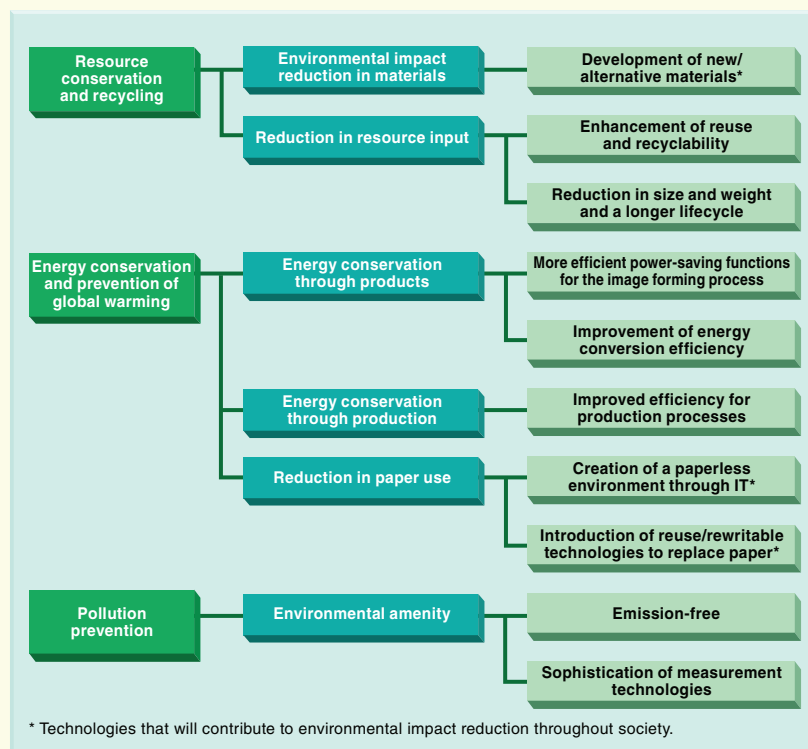 Resource
conservation
and recycling
Environmental impact
reduction in materials
Development of new/
alternative materials*
Reduction in resource input
Enhancement of reuse
and recyclability
Reduction in size and weight
and a longer lifecycle
Energy conservation
and prevention of
global warming
Energy conservation
through products
More efficient power-saving functions
for the image forming process
Improvement of energy
conversion efficiency
Energy conservation
through production
Improved efficiency for
production processes
Reduction in paper use
Creation of a paperless
environment through IT*
Introduction of reuse/rewritable
technologies to replace paper*
Pollution
prevention
Environmental amenity
Emission-free
Sophistication of measurement
technologies
* Technologies that will contribute to environmental impact reduction throughout society.